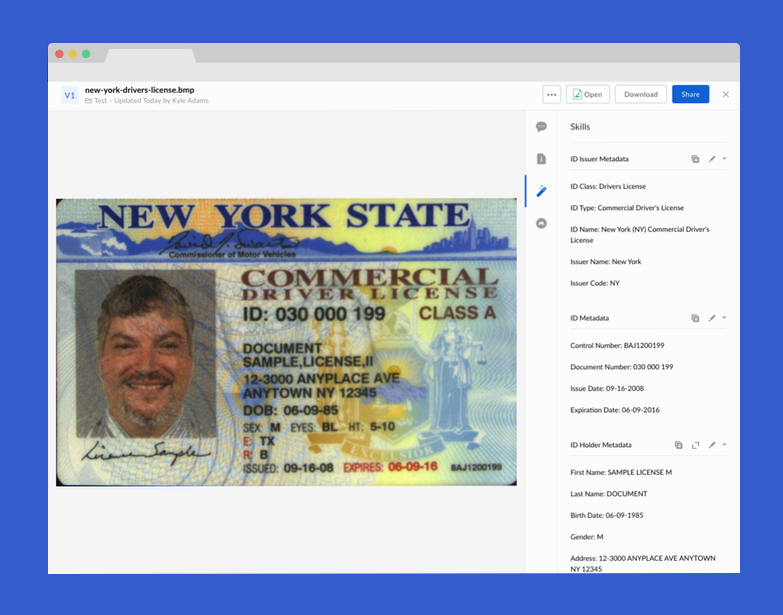 V1
new-york-drivers-license.bmp
Test - Updated Today by Kyle Adams
Open
Download
Share
NEW YORK STATE
Commissioner of Motor Vehicles
COMMERCIAL
DRIVER LICENSE
ID: 030 000 199 CLASS A
DOCUMENT
SAMPLE,LICENSE,II
12-3000 ANYPLACE AVE
ANYTOWN NY 12345
DOB: 06-09-85
SEX: M EYES: BL HT: 5-10
E: TX
R: B
ISSUED: 09-16-08 EXPIRES: 06-09-16 BAJ1200199
EXCELSIOR
License Sample
Skills
ID Issuer Metadata
ID Class: Drivers License
ID Type: Commercial Driver's License
ID Name: New York (NY) Commercial Driver's
License
Issuer Name: New York
Issuer Code: NY
ID Metadata
Control Number: BAJ1200199
Document Number: 030 000 199
Issue Date: 09-16-2008
Expiration Date: 06-09-2016
ID Holder Metadata
First Name: SAMPLE LICENSE M
Last Name: DOCUMENT
Birth Date: 06-09-1985
Gender: M
Address: 12-3000 ANYPLACE AVE ANYTOWN
NY 12345